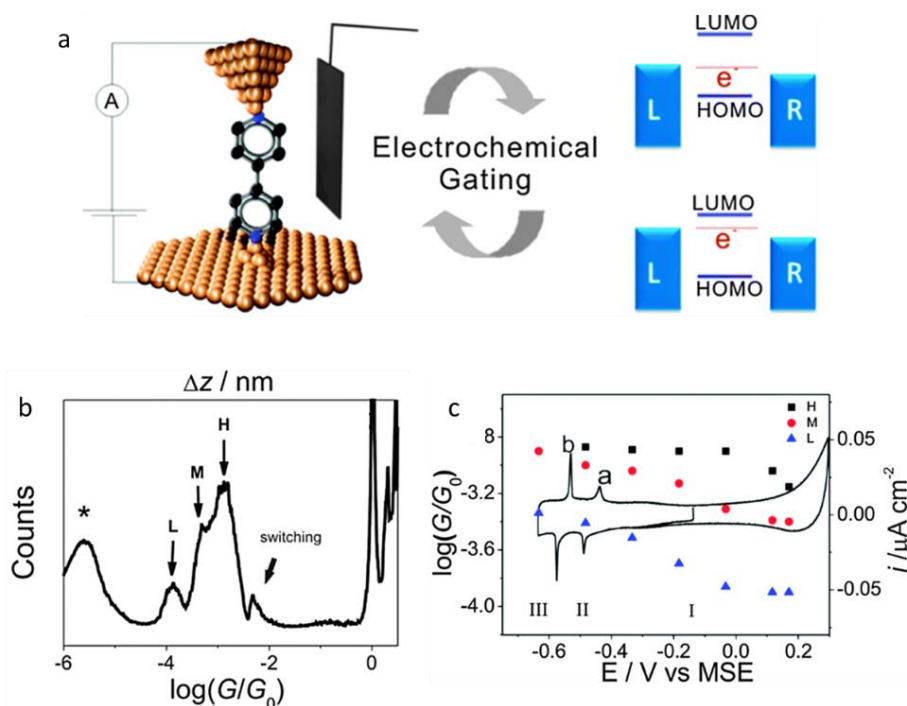 a
A
Electrochemical
Gating
LUMO
e-
HOMO
L
R
LUMO
e-
HOMO
L
R
Δz / nm
b
Counts
*
L
M
H
switching
-6
-4
-2
0
log(G/G0)
c
H
M
L
b
a
8
-3.2
-3.6
-4.0
log(G/G0)
0.05
0.00
-0.05
j / μA cm-2
III
II
I
-0.6
-0.4
-0.2
0.0
0.2
E / V vs MSE